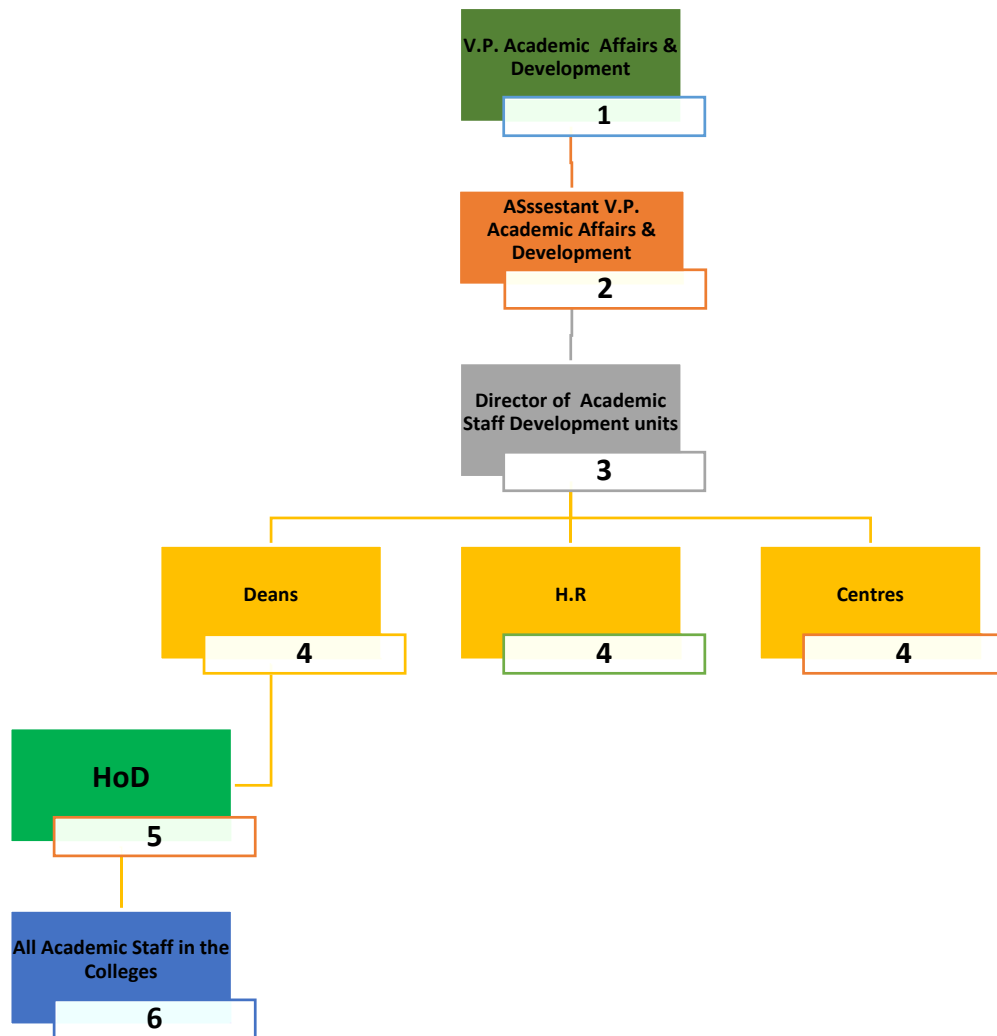 V.P. Academic Affairs &
Development
1
ASssestant V.P.
Academic Affairs &
Development
2
Director of Academic
Staff Development units
3
Deans
4
H.R
4
Centres
4
HoD
5
All Academic Staff in the
Colleges
6